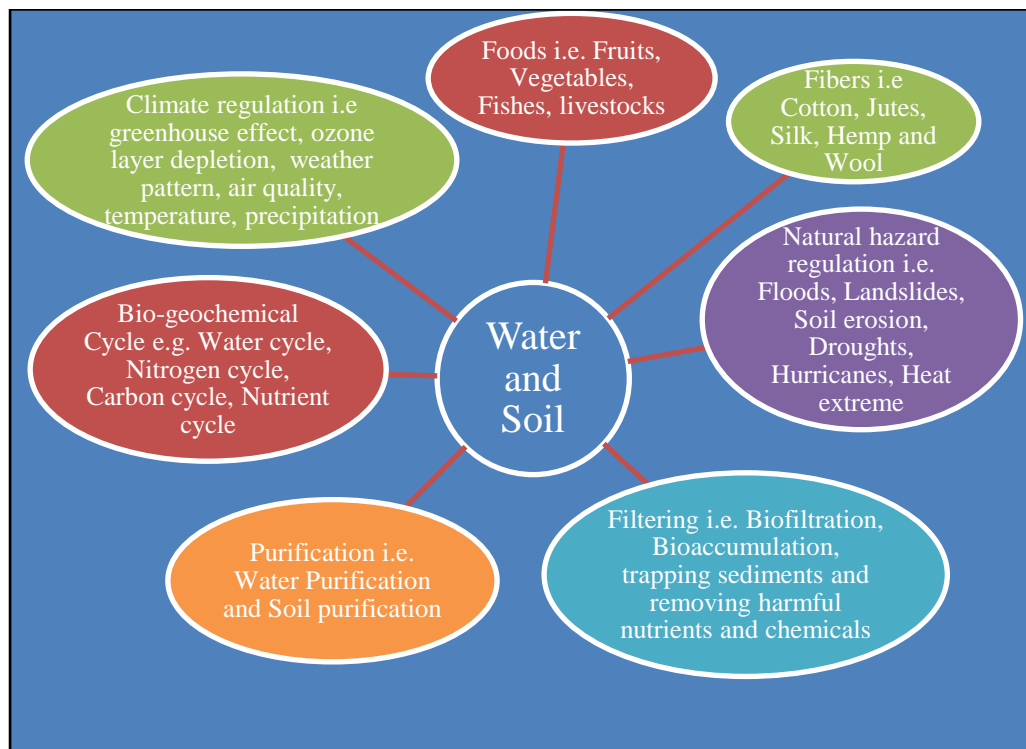 Foods i.e. Fruits,
Vegetables,
Fishes, livestocks
Fibers i.e
Cotton, Jutes,
Silk, Hemp and
Wool
Climate regulation i.e
greenhouse effect, ozone
layer depletion, weather
pattern, air quality,
temperature, precipitation
Natural hazard
regulation i.e.
Floods, Landslides,
Soil erosion,
Droughts,
Hurricanes, Heat
extreme
Bio-geochemical
Cycle e.g. Water cycle,
Nitrogen cycle,
Carbon cycle, Nutrient
cycle
Water
and
Soil
Purification i.e.
Water Purification
and Soil purification
Filtering i.e. Biofiltration,
Bioaccumulation,
trapping sediments and
removing harmful
nutrients and chemicals